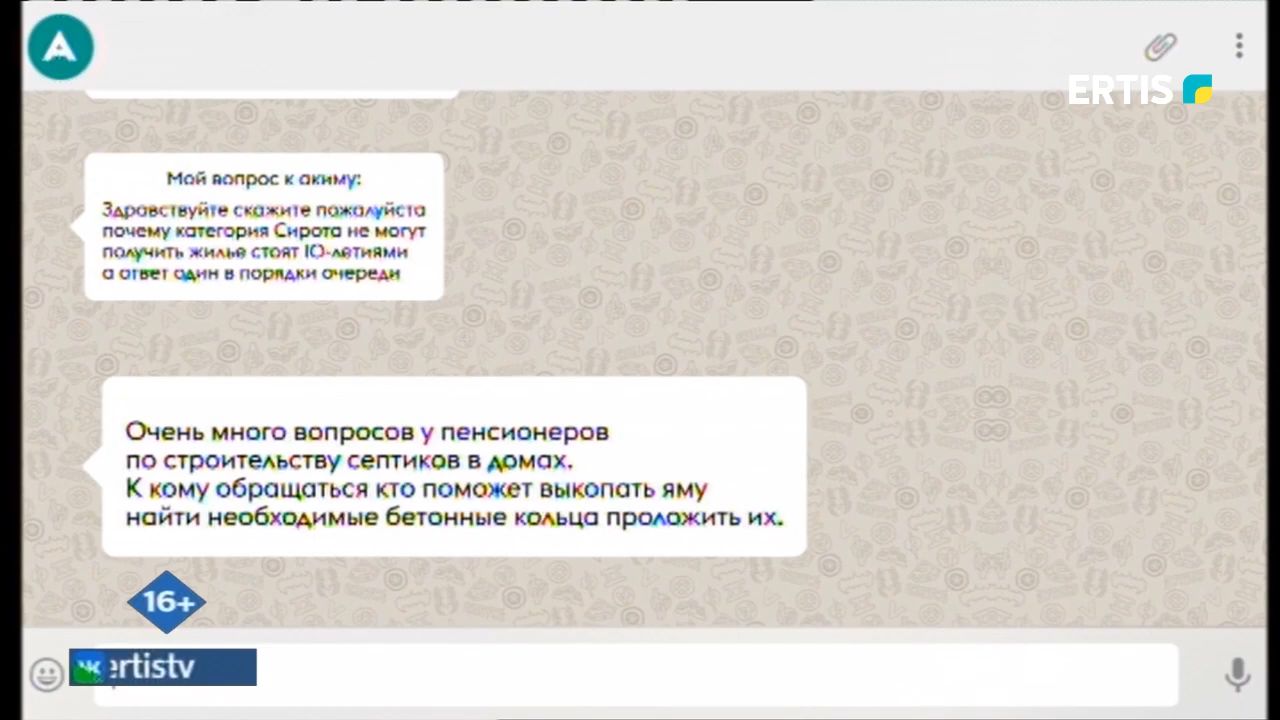 ERTIS
Мой вопрос к акиму:
Здравствуйте скажите пожалуйста
почему категория Сирота не могут
получить жилье стоят 10-летиями
а ответ один в порядки очереди
Очень много вопросов у пенсионеров
по строительству септиков в домах.
К кому обращаться кто поможет выкопать яму
найти необходимые бетонные кольца проложить их.
16+
ertistv